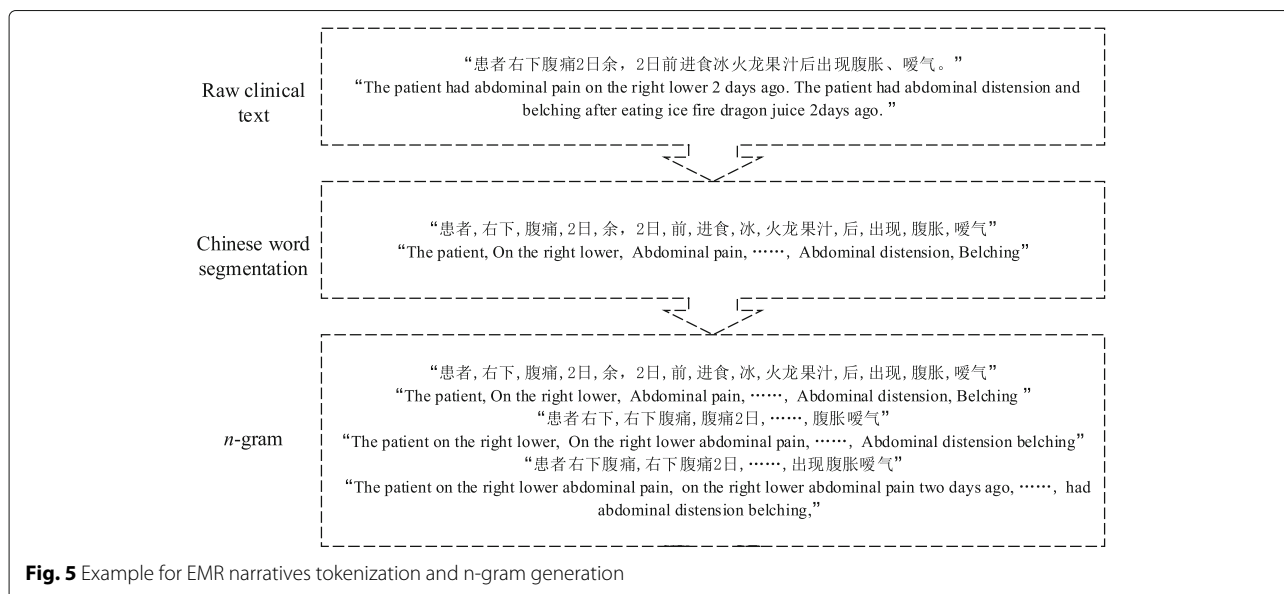 Raw clinical
text
“患者右下腹痛2日余，2日前进食冰火龙果汁后出现腹胀、嗳气。”
“The patient had abdominal pain on the right lower 2 days ago. The patient had abdominal distension and
belching after eating ice fire dragon juice 2days ago. ”
Chinese word
segmentation
“患者, 右下, 腹痛, 2日, 余，2日, 前, 进食, 冰, 火龙果汁, 后, 出现, 腹胀, 嗳气”
“The patient, On the right lower, Abdominal pain, ……, Abdominal distension, Belching”
n-gram
“患者, 右下, 腹痛, 2日, 余，2日, 前, 进食, 冰, 火龙果汁, 后, 出现, 腹胀, 嗳气”
“The patient, On the right lower, Abdominal pain, ……, Abdominal distension, Belching ”
“患者右下, 右下腹痛, 腹痛2日, ……, 腹胀嗳气”
“The patient on the right lower, On the right lower abdominal pain, ……, Abdominal distension belching”
“患者右下腹痛, 右下腹痛2日, ……, 出现腹胀嗳气”
“The patient on the right lower abdominal pain, on the right lower abdominal pain two days ago, ……, had
abdominal distension belching,”
Fig. 5 Example for EMR narratives tokenization and n-gram generation